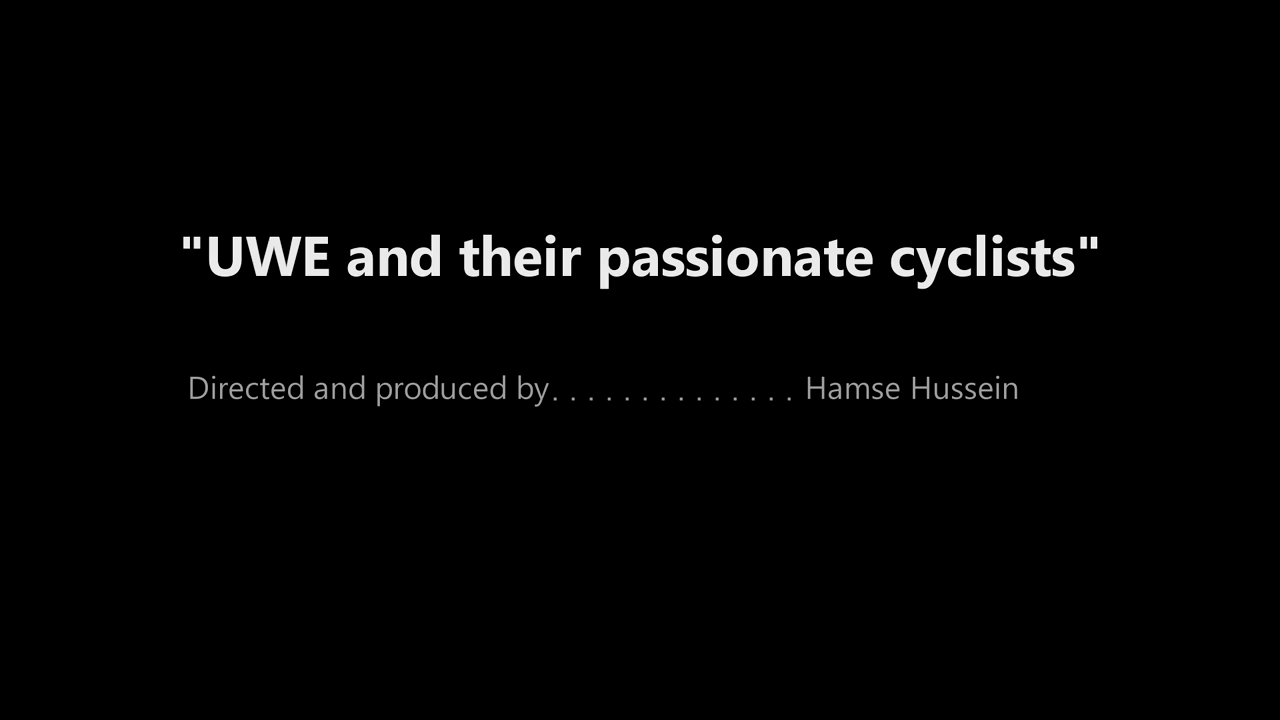 "UWE and their passionate cyclists"
Directed and produced by. . . . . . . . . . . . . . Hamse Hussein